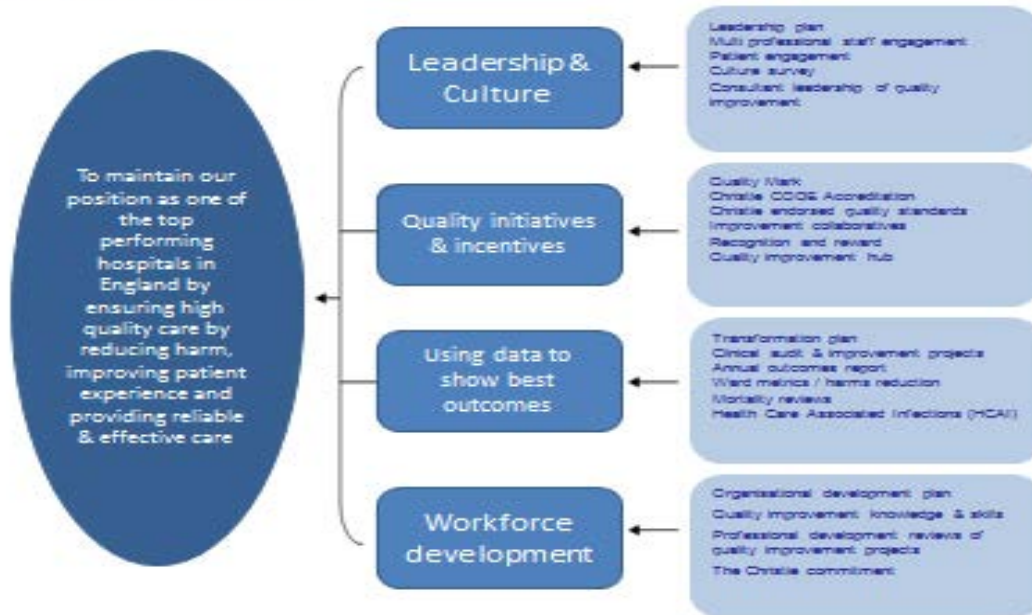 To maintain our
position as one of
the top
performing
hospitals in
England by
ensuring high
quality care by
reducing harm,
improving patient
experience and
providing reliable
& effective care
Leadership &
Culture
Leadership plan
Multi professional staff engagement
Patient engagement
Culture survey
Consultant leadership of quality
improvement
Quality initiatives
& incentives
Quality Mark
Christie CODE Accreditation
Christie endorsed quality standards
Improvement collaboratives
Recognition and reward
Quality improvement hub
Using data to
show best
outcomes
Transformation plan
Clinical audit & improvement projects
Annual outcomes report
Ward metrics / harms reduction
Mortality reviews
Health Care Associated Infections (HCAI)
Workforce
development
Organisational development plan
Quality improvement knowledge & skills
Professional development reviews of
quality improvement projects
The Christie commitment